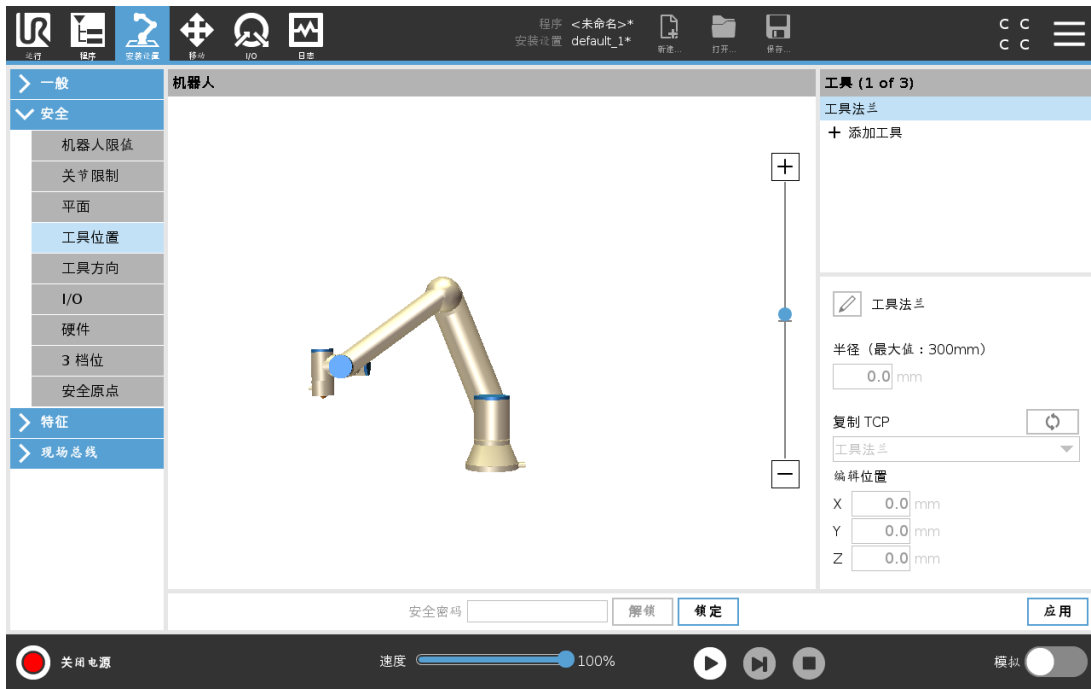 程序 <未命名>*
安装设置 default_1*
C C
C C
运行 程序 安装设置 移动 I/O 日志 新建... 打开... 保存...
一般
安全
机器人限值
关节限制
平面
工具位置
工具方向
I/O
硬件
3 档位
安全原点
特征
现场总线
机器人
工具 (1 of 3)
工具法兰
+ 添加工具
工具法兰
半径（最大值：300mm）
0.0 mm
复制 TCP
工具法兰
编辑位置
X 0.0 mm
Y 0.0 mm
Z 0.0 mm
安全密码 解锁 锁定 应用
关闭电源 速度 100% 模拟